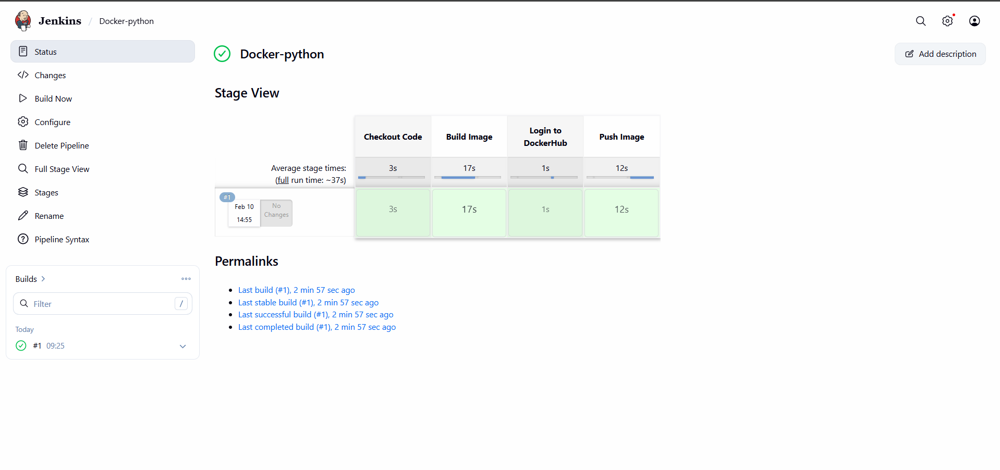 Jenkins / Docker-python
Status
Changes
Build Now
Configure
Delete Pipeline
Full Stage View
Stages
Rename
Pipeline Syntax
Builds
Filter /
Today
#1 09:25
Docker-python
Add description
Stage View
Checkout Code
Build Image
Login to
DockerHub
Push Image
Average stage times:
(full run time: ~37s)
3s
17s
1s
12s
#1
Feb 10
14:55
No
Changes
3s
17s
1s
12s
Permalinks
Last build (#1), 2 min 57 sec ago
Last stable build (#1), 2 min 57 sec ago
Last successful build (#1), 2 min 57 sec ago
Last completed build (#1), 2 min 57 sec ago